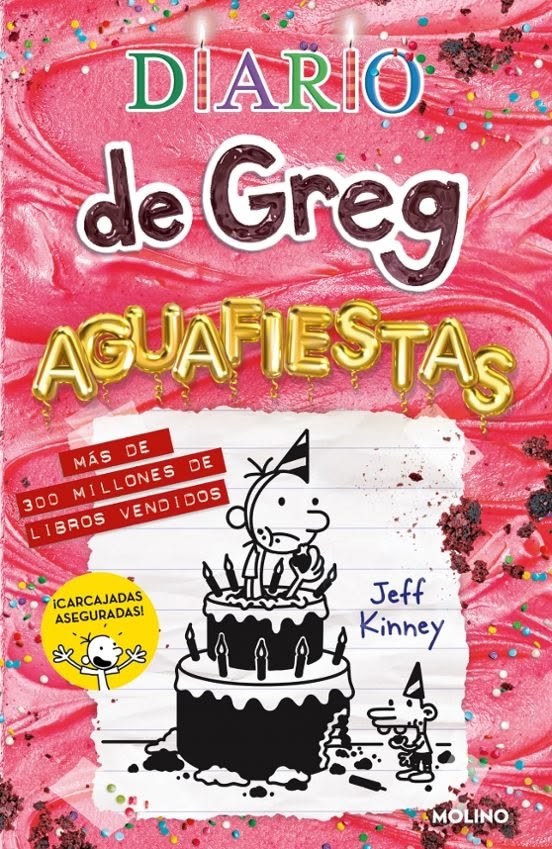 DIARIO
de Greg
AGUAFIESTAS
MÁS DE
300 MILLONES DE
LIBROS VENDIDOS
¡CARCAJADAS
ASEGURADAS!
Jeff
Kinney
MOLINO